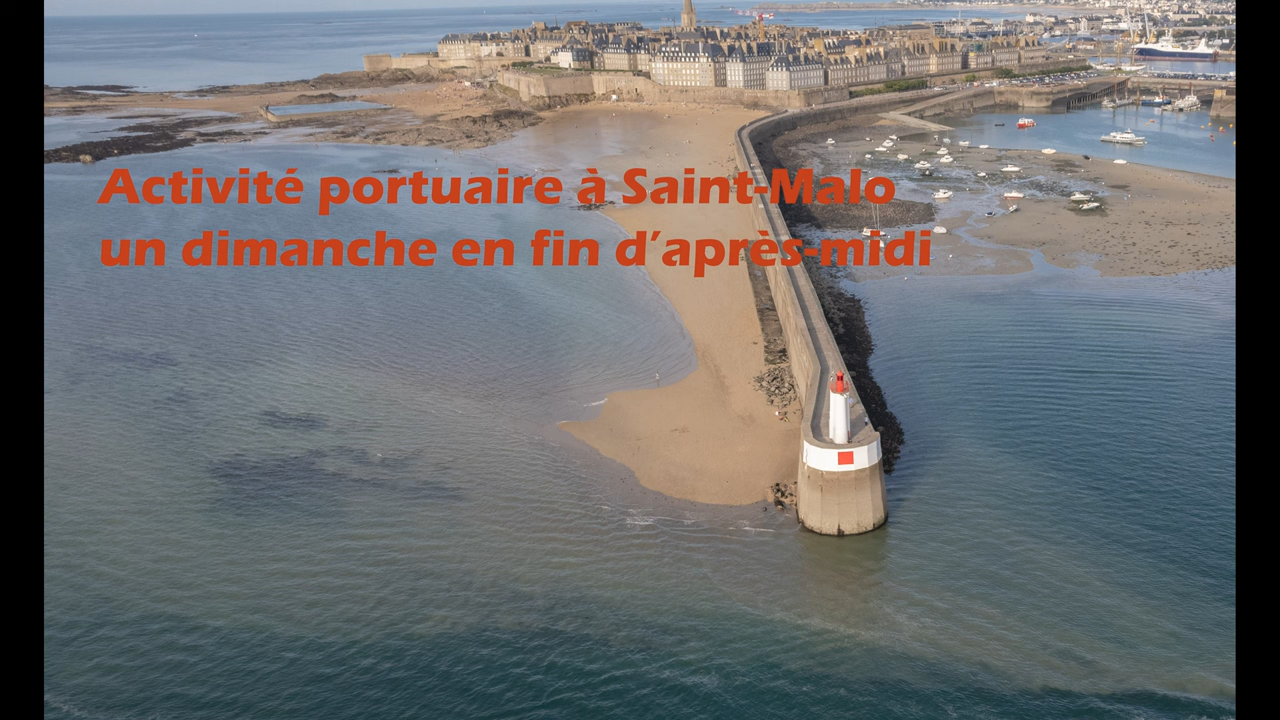 Activité portuaire à Saint-Malo
un dimanche en fin d’après-midi